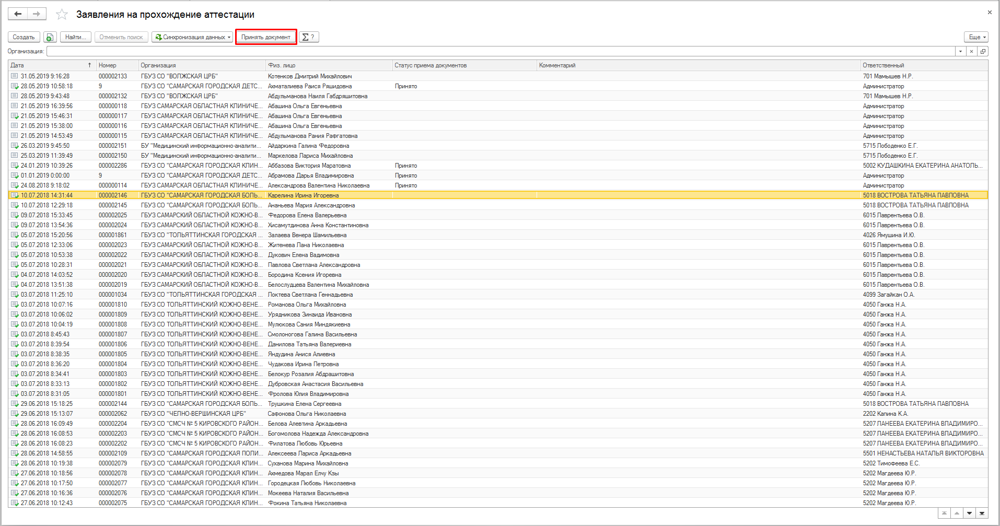 Заявления на прохождение аттестации
Создать Найти... Отменить поиск Синхронизация данных Принять документ Σ ? Еще
Организация:
Дата ↑ Номер Организация Физ. лицо Статус приема документов Комментарий Ответственный
31.05.2019 9:16:28 000002133 ГБУЗ СО "ВОЛЖСКАЯ ЦРБ" Котенков Дмитрий Михайлович 701 Мамышев Н.Р.
28.05.2019 10:58:18 9 ГБУЗ СО "САМАРСКАЯ ГОРОДСКАЯ ДЕТС... Ахматалиева Раися Ряшидовна Принято Администратор
28.05.2019 9:43:48 000002132 ГБУЗ СО "ВОЛЖСКАЯ ЦРБ" Абдульманова Наиля Габдряшитовна 701 Мамышев Н.Р.
21.05.2019 16:39:56 000000118 ГБУЗ САМАРСКАЯ ОБЛАСТНАЯ КЛИНИЧЕ... Абашина Ольга Евгеньевна Администратор
21.05.2019 15:46:31 000000117 ГБУЗ САМАРСКАЯ ОБЛАСТНАЯ КЛИНИЧЕ... Абашина Ольга Евгеньевна Администратор
21.05.2019 15:38:00 000000116 ГБУЗ САМАРСКАЯ ОБЛАСТНАЯ КЛИНИЧЕ... Абашина Ольга Евгеньевна Администратор
21.05.2019 14:53:49 000000115 ГБУЗ САМАРСКАЯ ОБЛАСТНАЯ КЛИНИЧЕ... Абдульманова Рания Рафгатовна Администратор
26.03.2019 9:45:50 000002151 БУ "Медицинский информационно-аналити... Айдаркина Галина Федоровна 5715 Лободенко Е.Г.
25.03.2019 11:39:49 000002150 БУ "Медицинский информационно-аналити... Маркелова Лариса Михайловна 5715 Лободенко Е.Г.
24.01.2019 10:39:26 000002286 ГБУЗ СО "САМАРСКАЯ ГОРОДСКАЯ КЛИН... Аббазова Виктория Маратовна Принято 5002 КУДАШКИНА ЕКАТЕРИНА АНАТОЛЬ...
01.01.2019 0:00:00 9 ГБУЗ СО "САМАРСКАЯ ГОРОДСКАЯ ДЕТС... Абрамова Дарья Владимировна Принято Администратор
24.08.2018 9:18:02 000000114 ГБУЗ САМАРСКАЯ ОБЛАСТНАЯ КЛИНИЧЕ... Александрова Валентина Николаевна Принято Администратор
10.07.2018 14:31:44 000002146 ГБУЗ СО "САМАРСКАЯ ГОРОДСКАЯ БОЛЬ... Карелина Ирина Игоревна 5018 ВОСТРОВА ТАТЬЯНА ПАВЛОВНА
10.07.2018 12:29:18 000002145 ГБУЗ СО "САМАРСКАЯ ГОРОДСКАЯ БОЛЬ... Ананьева Мария Александровна 5018 ВОСТРОВА ТАТЬЯНА ПАВЛОВНА
09.07.2018 15:33:45 000002025 ГБУЗ САМАРСКИЙ ОБЛАСТНОЙ КОЖНО-В... Федорова Елена Валерьевна 6015 Лаврентьева О.В.
09.07.2018 13:54:36 000002024 ГБУЗ САМАРСКИЙ ОБЛАСТНОЙ КОЖНО-В... Хисамутдинова Анна Константиновна 6015 Лаврентьева О.В.
05.07.2018 15:20:56 000001861 ГБУЗ СО "ТОЛЬЯТТИНСКАЯ ГОРОДСКАЯ ... Залаева Венера Шамильевна 4026 Ямушина И.Ю.
05.07.2018 12:33:06 000002023 ГБУЗ САМАРСКИЙ ОБЛАСТНОЙ КОЖНО-В... Житенева Лана Николаевна 6015 Лаврентьева О.В.
05.07.2018 10:53:38 000002022 ГБУЗ САМАРСКИЙ ОБЛАСТНОЙ КОЖНО-В... Дукович Елена Вадимовна 6015 Лаврентьева О.В.
05.07.2018 10:28:31 000002021 ГБУЗ САМАРСКИЙ ОБЛАСТНОЙ КОЖНО-В... Павлова Светлана Александровна 6015 Лаврентьева О.В.
04.07.2018 14:03:52 000002020 ГБУЗ САМАРСКИЙ ОБЛАСТНОЙ КОЖНО-В... Бородина Ксения Игоревна 6015 Лаврентьева О.В.
04.07.2018 13:51:38 000002019 ГБУЗ САМАРСКИЙ ОБЛАСТНОЙ КОЖНО-В... Белослудцева Валентина Михайловна 6015 Лаврентьева О.В.
03.07.2018 11:25:10 000001034 ГБУЗ СО "ТОЛЬЯТТИНСКАЯ ГОРОДСКАЯ ... Локтева Светлана Геннадьевна 4099 Загайкан О.А.
03.07.2018 10:07:16 000001810 ГБУЗ СО ТОЛЬЯТТИНСКИЙ КОЖНО-ВЕНЕ... Романова Ольга Михайловна 4050 Ганжа Н.А.
03.07.2018 10:06:02 000001809 ГБУЗ СО ТОЛЬЯТТИНСКИЙ КОЖНО-ВЕНЕ... Урядникова Зинаида Ивановна 4050 Ганжа Н.А.
03.07.2018 10:04:19 000001808 ГБУЗ СО ТОЛЬЯТТИНСКИЙ КОЖНО-ВЕНЕ... Мулюкова Сания Миндякиевна 4050 Ганжа Н.А.
03.07.2018 8:45:43 000001807 ГБУЗ СО ТОЛЬЯТТИНСКИЙ КОЖНО-ВЕНЕ... Смолоногова Галина Васильевна 4050 Ганжа Н.А.
03.07.2018 8:39:54 000001806 ГБУЗ СО ТОЛЬЯТТИНСКИЙ КОЖНО-ВЕНЕ... Данилова Татьяна Валериевна 4050 Ганжа Н.А.
03.07.2018 8:38:35 000001805 ГБУЗ СО ТОЛЬЯТТИНСКИЙ КОЖНО-ВЕНЕ... Яндудина Анися Алиевна 4050 Ганжа Н.А.
03.07.2018 8:36:20 000001804 ГБУЗ СО ТОЛЬЯТТИНСКИЙ КОЖНО-ВЕНЕ... Чудакова Ирина Петровна 4050 Ганжа Н.А.
03.07.2018 8:34:41 000001803 ГБУЗ СО ТОЛЬЯТТИНСКИЙ КОЖНО-ВЕНЕ... Белокур Розалия Абдрашитовна 4050 Ганжа Н.А.
03.07.2018 8:33:13 000001802 ГБУЗ СО ТОЛЬЯТТИНСКИЙ КОЖНО-ВЕНЕ... Дубровская Анастасия Васильевна 4050 Ганжа Н.А.
03.07.2018 8:31:05 000001801 ГБУЗ СО ТОЛЬЯТТИНСКИЙ КОЖНО-ВЕНЕ... Фролова Юлия Владимировна 4050 Ганжа Н.А.
29.06.2018 15:18:25 000002144 ГБУЗ СО "САМАРСКАЯ ГОРОДСКАЯ БОЛЬ... Трушкина Елена Сергеевна 5018 ВОСТРОВА ТАТЬЯНА ПАВЛОВНА
29.06.2018 15:13:07 000002062 ГБУЗ СО "ЧЕЛНО-ВЕРШИНСКАЯ ЦРБ" Сафонова Ольга Николаевна 2202 Капина К.А.
28.06.2018 16:09:49 000002204 ГБУЗ СО "СМСЧ № 5 КИРОВСКОГО РАЙОН... Белова Алевтина Аркадьевна 5207 ЛАНЕЕВА ЕКАТЕРИНА ВЛАДИМИРО...
28.06.2018 16:08:53 000002203 ГБУЗ СО "СМСЧ № 5 КИРОВСКОГО РАЙОН... Богомолова Надежда Александровна 5207 ЛАНЕЕВА ЕКАТЕРИНА ВЛАДИМИРО...
28.06.2018 16:08:23 000002202 ГБУЗ СО "СМСЧ № 5 КИРОВСКОГО РАЙОН... Филатова Любовь Юрьевна 5207 ЛАНЕЕВА ЕКАТЕРИНА ВЛАДИМИРО...
28.06.2018 14:58:55 000002109 ГБУЗ СО "САМАРСКАЯ ГОРОДСКАЯ ПОЛИ... Алексеева Лариса Аркадьевна 5501 НЕНАСТЬЕВА НАТАЛЬЯ ВИКТОРОВНА
28.06.2018 10:19:38 000002079 ГБУЗ СО "САМАРСКАЯ ГОРОДСКАЯ КЛИН... Суханова Марина Михайловна 5202 Тимофеева Е.С.
27.06.2018 10:18:56 000002078 ГБУЗ СО "САМАРСКАЯ ГОРОДСКАЯ КЛИН... Ахмедова Марал Елчу Кзы 5202 Магдеева Ю.Р.
27.06.2018 10:17:50 000002077 ГБУЗ СО "САМАРСКАЯ ГОРОДСКАЯ КЛИН... Городецкая Любовь Николаевна 5202 Магдеева Ю.Р.
27.06.2018 10:16:36 000002076 ГБУЗ СО "САМАРСКАЯ ГОРОДСКАЯ КЛИН... Мокеева Наталия Васильевна 5202 Магдеева Ю.Р.
27.06.2018 10:12:43 000002075 ГБУЗ СО "САМАРСКАЯ ГОРОДСКАЯ КЛИН... Фокина Татьяна Николаевна 5202 Магдеева Ю.Р.